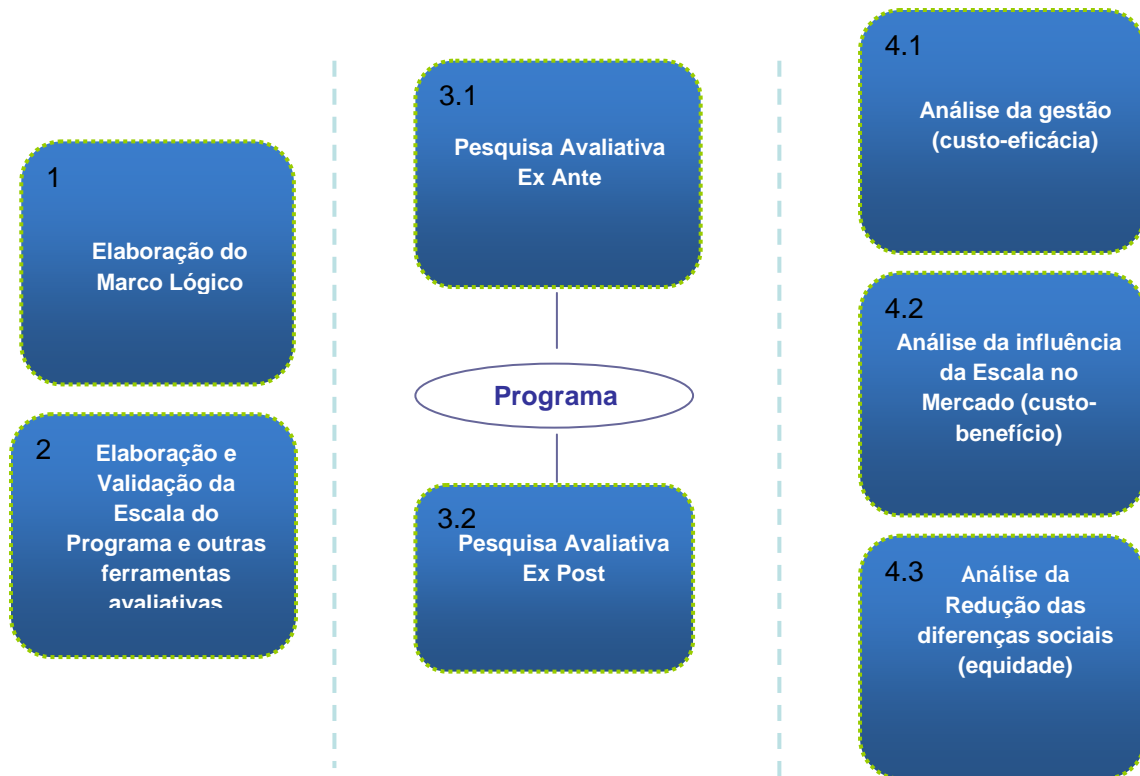 1
Elaboração do
Marco Lógico
2
Elaboração e
Validação da
Escala do
Programa e outras
ferramentas
avaliativas
3.1
Pesquisa Avaliativa
Ex Ante
Programa
3.2
Pesquisa Avaliativa
Ex Post
4.1
Análise da gestão
(custo-eficácia)
4.2
Análise da influência
da Escala no
Mercado (custo-
benefício)
4.3
Análise da
Redução das
diferenças sociais
(equidade)